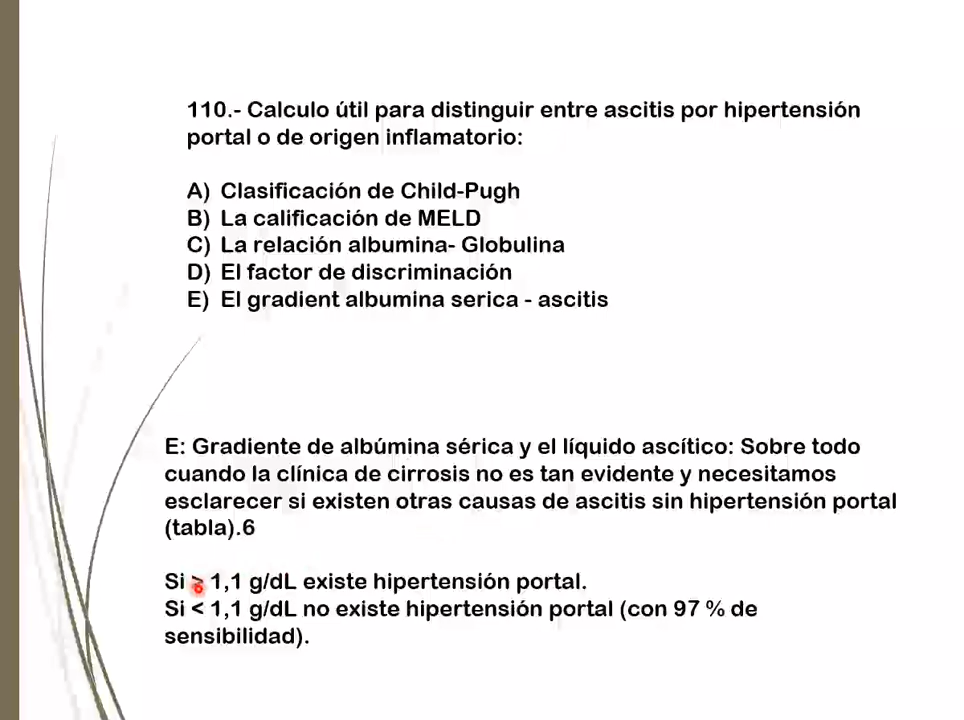 110.- Calculo útil para distinguir entre ascitis por hipertensión
portal o de origen inflamatorio:
A) Clasificación de Child-Pugh
B) La calificación de MELD
C) La relación albumina- Globulina
D) El factor de discriminación
E) El gradient albumina serica - ascitis
E: Gradiente de albúmina sérica y el líquido ascítico: Sobre todo
cuando la clínica de cirrosis no es tan evidente y necesitamos
esclarecer si existen otras causas de ascitis sin hipertensión portal
(tabla).6
Si ≥ 1,1 g/dL existe hipertensión portal.
Si < 1,1 g/dL no existe hipertensión portal (con 97 % de
sensibilidad).